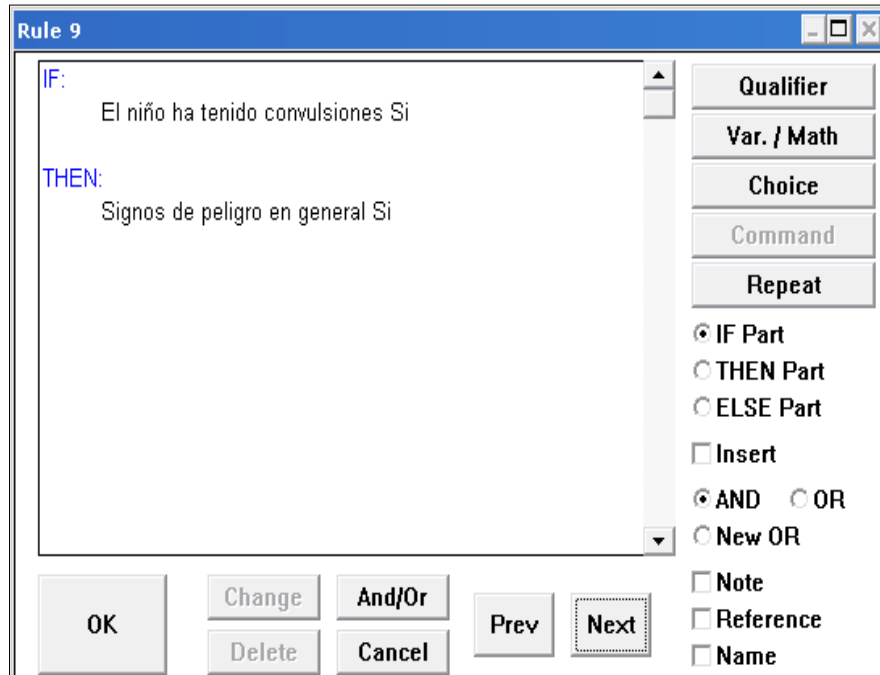 Rule 9
IF:
El niño ha tenido convulsiones Si
THEN:
Signos de peligro en general Si
Qualifier
Var. / Math
Choice
Command
Repeat
IF Part
THEN Part
ELSE Part
Insert
AND OR
New OR
Note
Reference
Name
OK
Change
And/Or
Delete
Cancel
Prev
Next